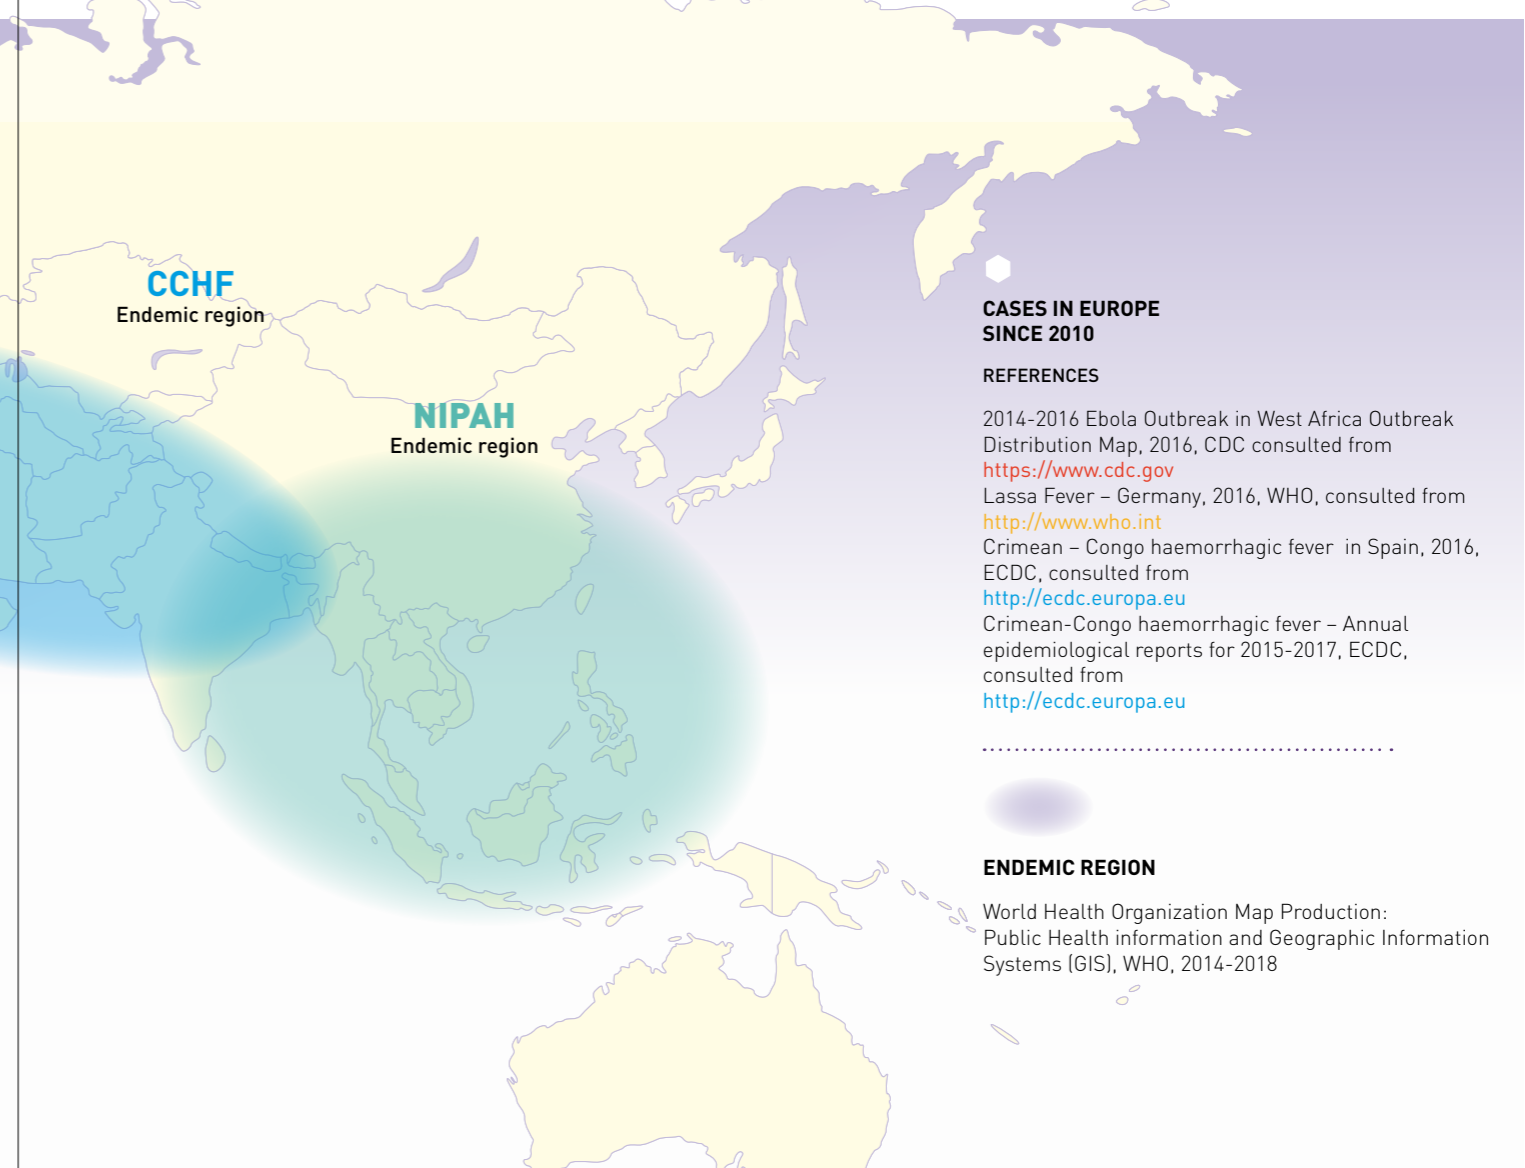 CCHF
Endemic region
NIPAH
Endemic region
CASES IN EUROPE
SINCE 2010
REFERENCES
2014-2016 Ebola Outbreak in West Africa Outbreak
Distribution Map, 2016, CDC consulted from
https://www.cdc.gov
Lassa Fever – Germany, 2016, WHO, consulted from
http://www.who.int
Crimean – Congo haemorrhagic fever in Spain, 2016,
ECDC, consulted from
http://ecdc.europa.eu
Crimean-Congo haemorrhagic fever – Annual
epidemiological reports for 2015-2017, ECDC,
consulted from
http://ecdc.europa.eu
ENDEMIC REGION
World Health Organization Map Production:
Public Health information and Geographic Information
Systems (GIS), WHO, 2014-2018